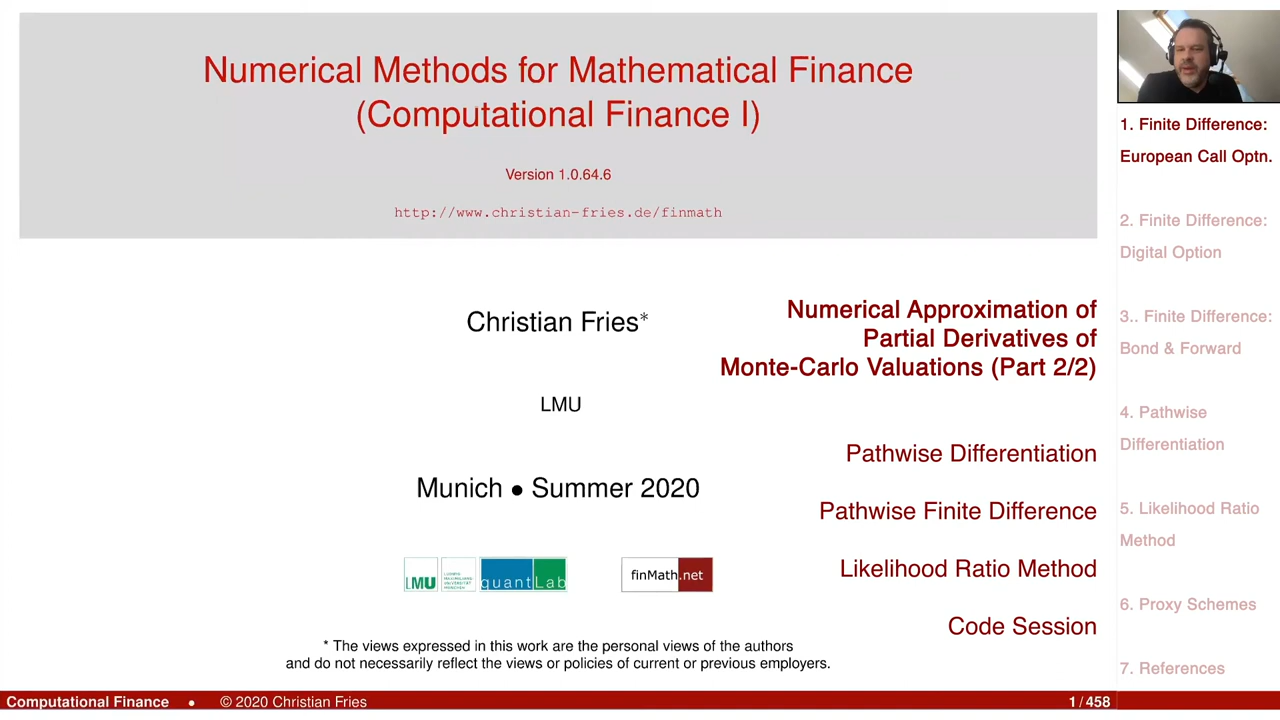 Numerical Methods for Mathematical Finance
(Computational Finance I)
Version 1.0.64.6
http://www.christian-fries.de/finmath
Christian Fries*
LMU
Munich • Summer 2020
Numerical Approximation of
Partial Derivatives of
Monte-Carlo Valuations (Part 2/2)
Pathwise Differentiation
Pathwise Finite Difference
Likelihood Ratio Method
Code Session
LMU
quantLab
finMath.net
* The views expressed in this work are the personal views of the authors
and do not necessarily reflect the views or policies of current or previous employers.
1. Finite Difference:
European Call Optn.
2. Finite Difference:
Digital Option
3.. Finite Difference:
Bond & Forward
4. Pathwise
Differentiation
5. Likelihood Ratio
Method
6. Proxy Schemes
7. References
Computational Finance • © 2020 Christian Fries 1 / 458